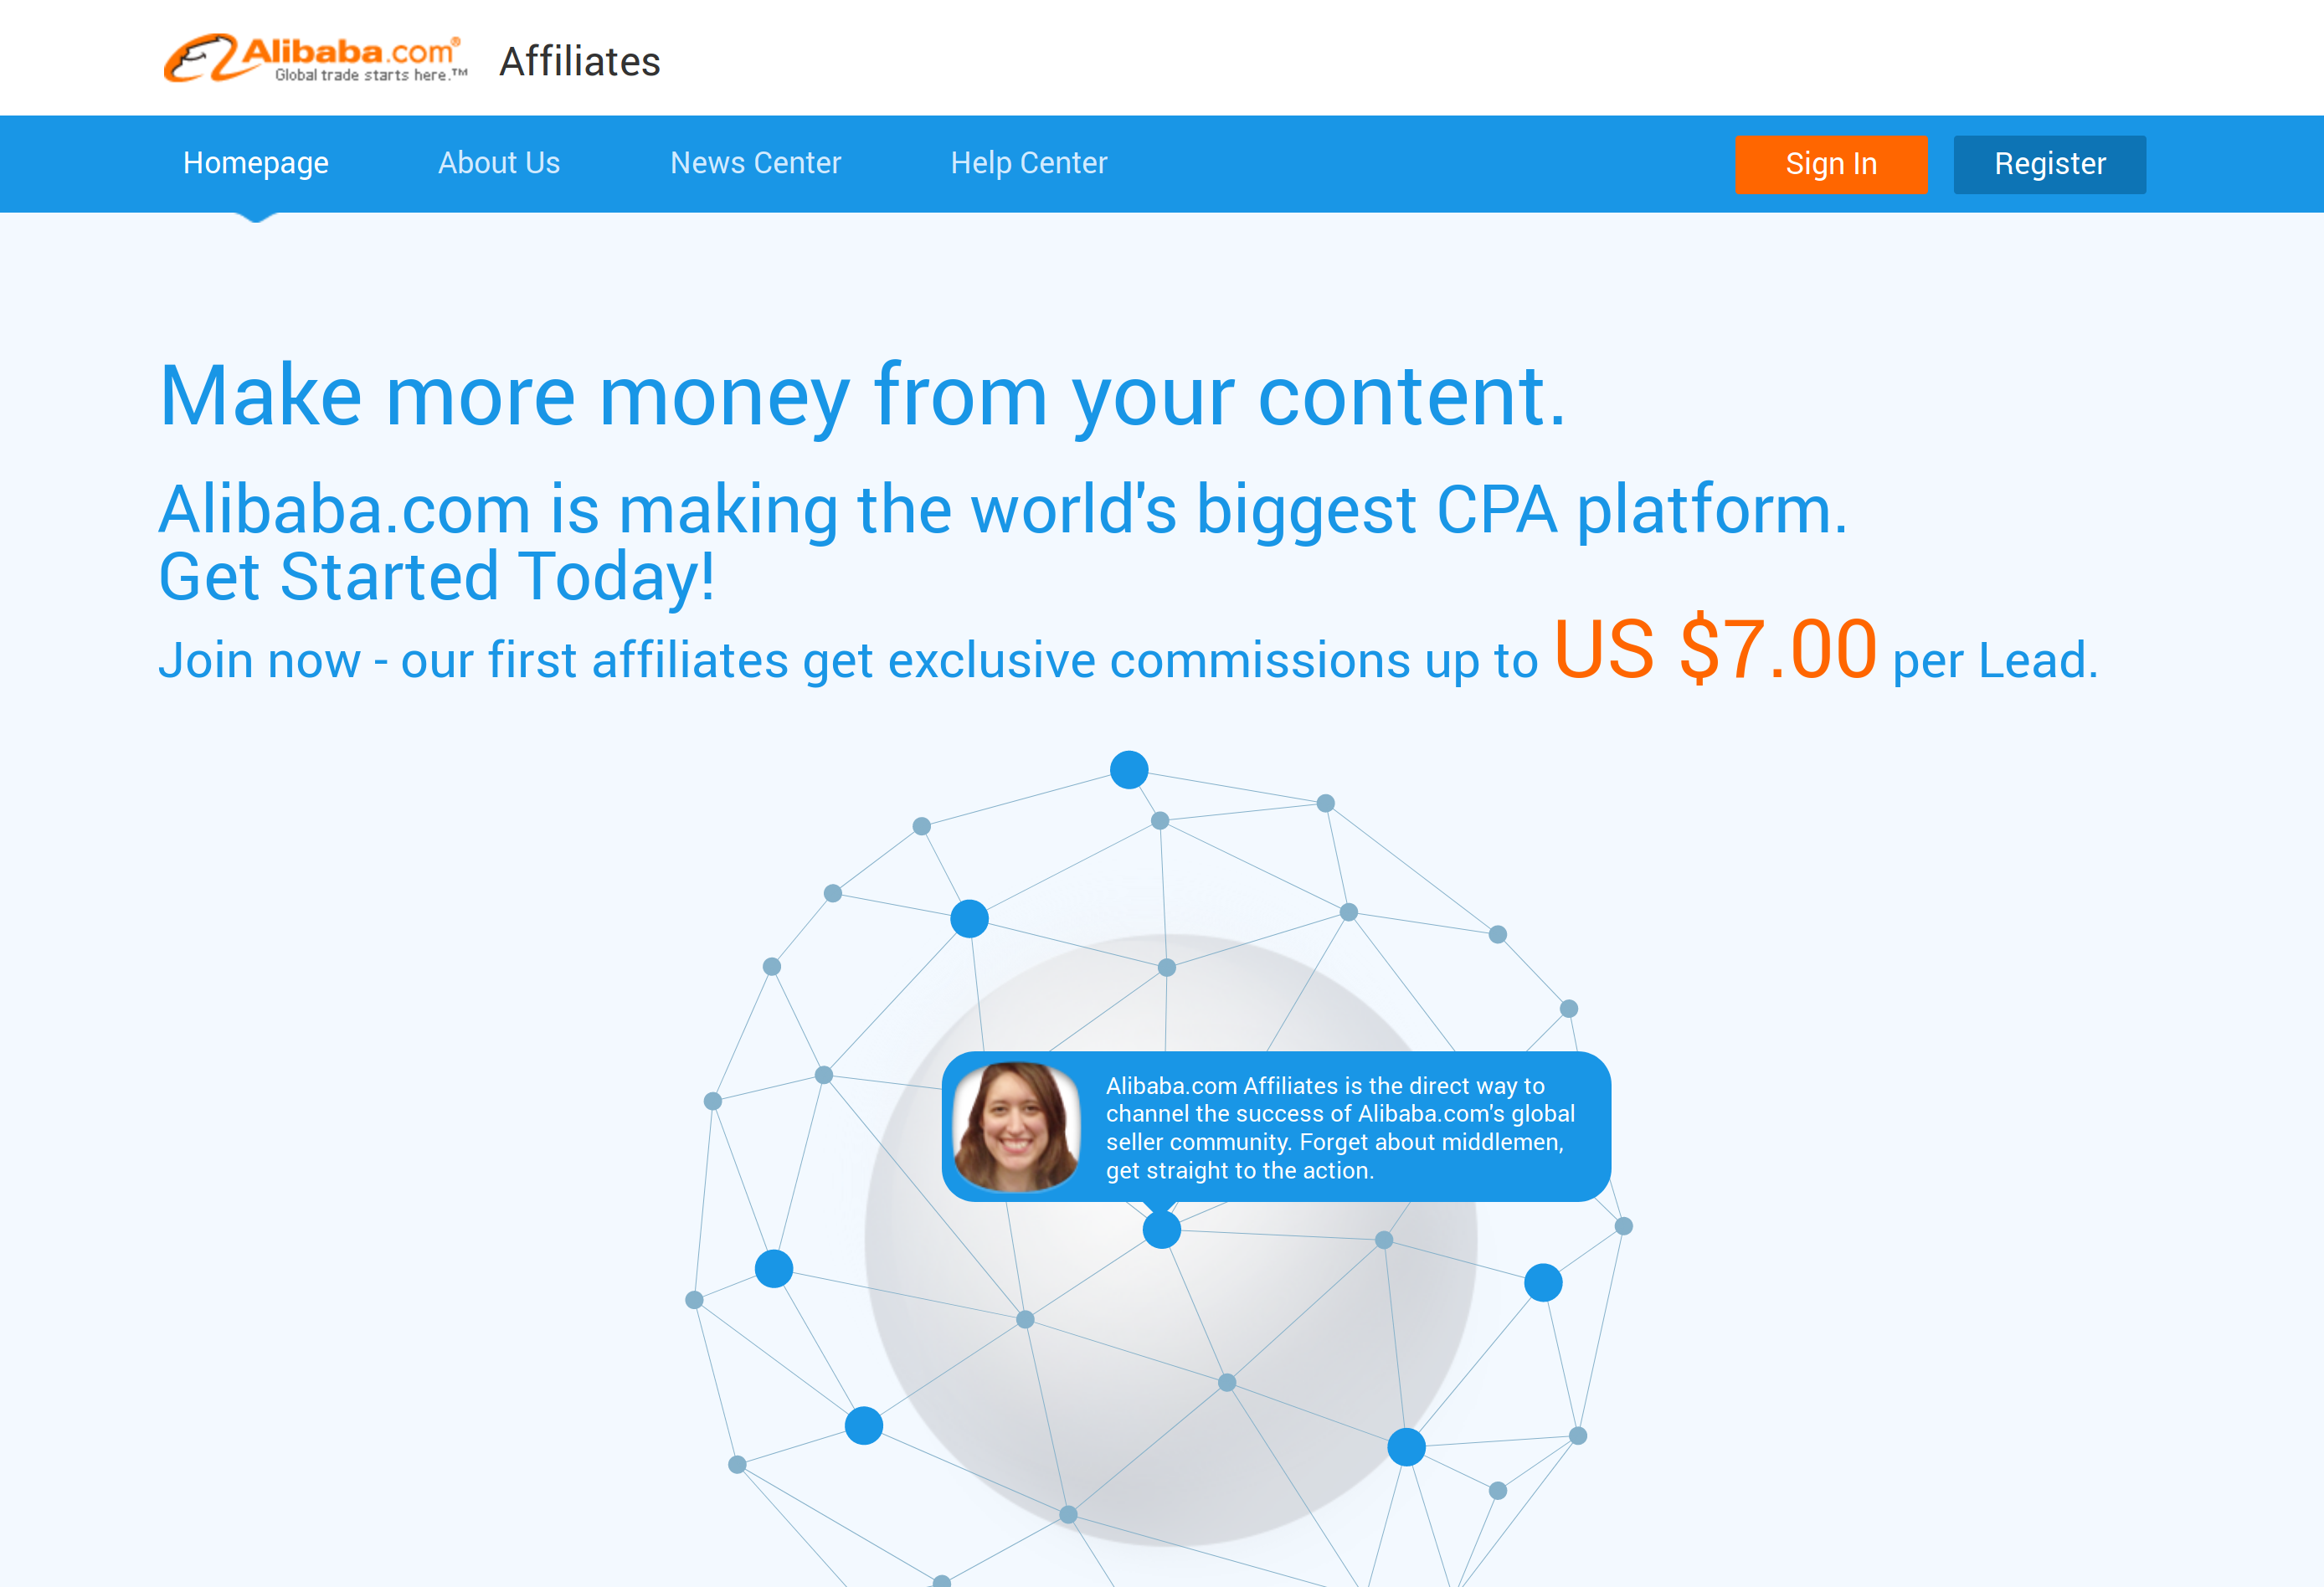 Alibaba.com® Affiliates
Global trade starts here.™
Homepage About Us News Center Help Center Sign In Register
Make more money from your content.
Alibaba.com is making the world's biggest CPA platform.
Get Started Today!
Join now - our first affiliates get exclusive commissions up to US $7.00 per Lead.
Alibaba.com Affiliates is the direct way to
channel the success of Alibaba.com's global
seller community. Forget about middlemen,
get straight to the action.